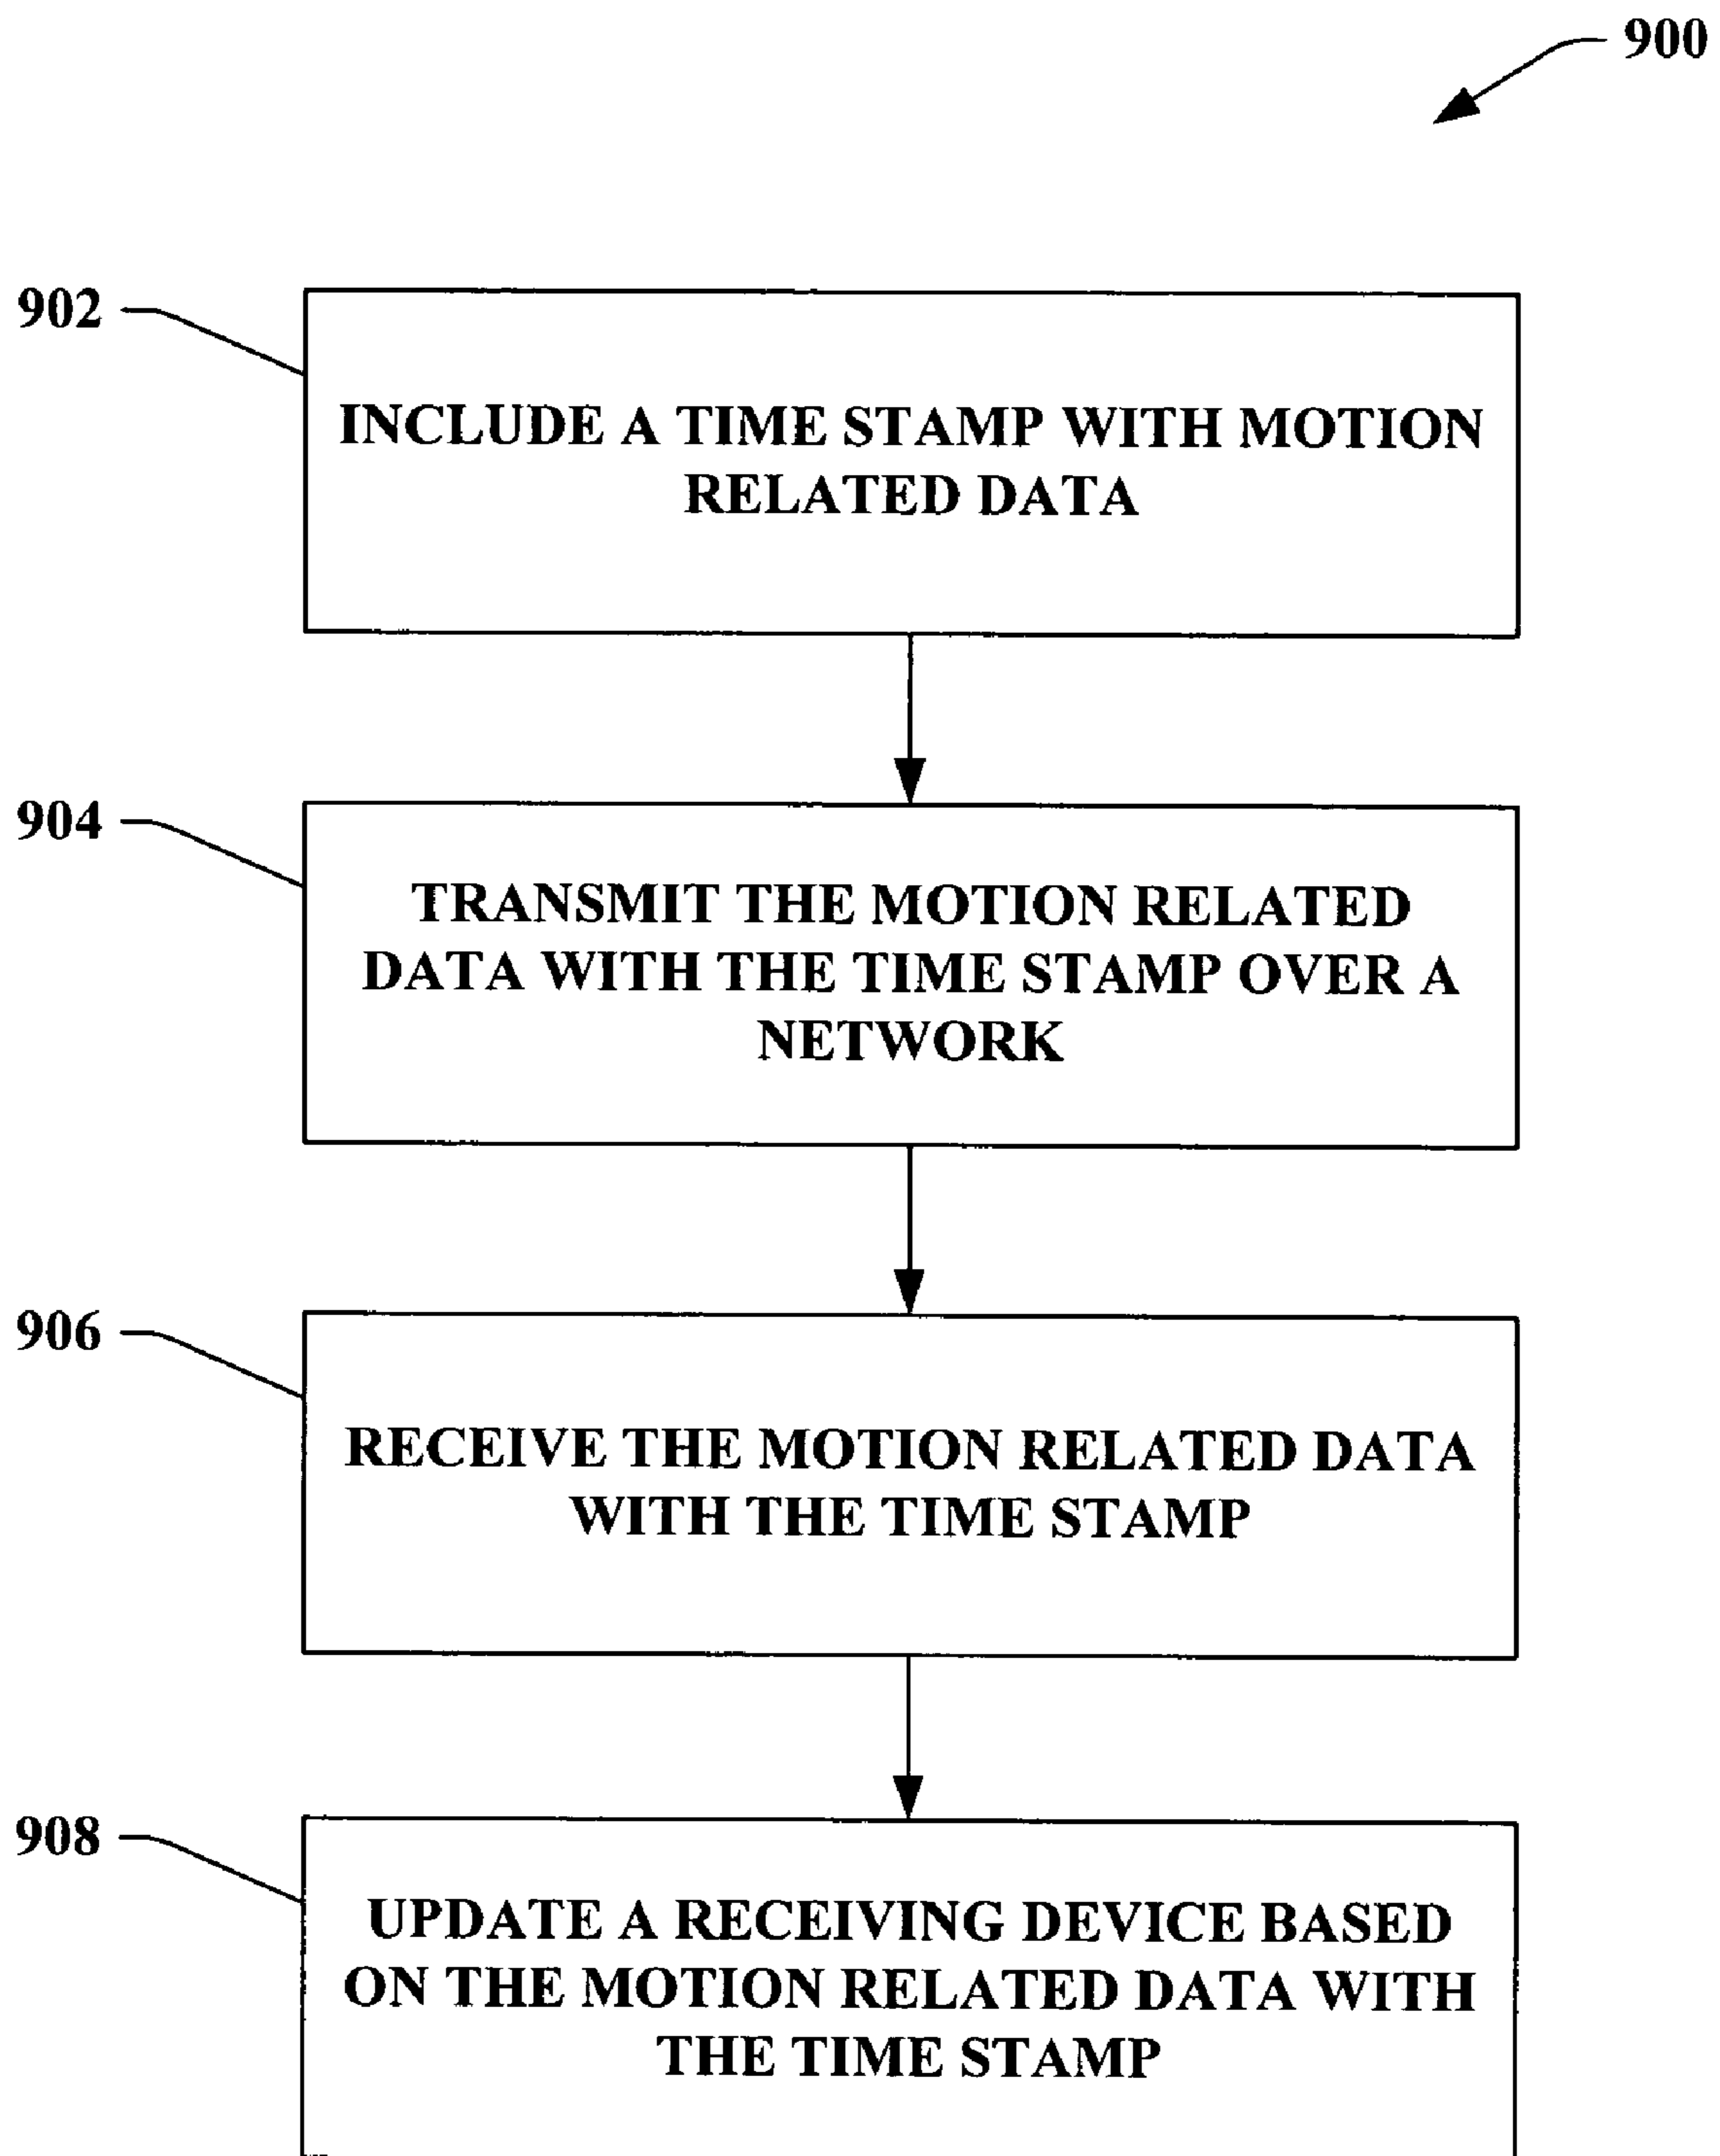 900
902
INCLUDE A TIME STAMP WITH MOTION
RELATED DATA
904
TRANSMIT THE MOTION RELATED
DATA WITH THE TIME STAMP OVER A
NETWORK
906
RECEIVE THE MOTION RELATED DATA
WITH THE TIME STAMP
908
UPDATE A RECEIVING DEVICE BASED
ON THE MOTION RELATED DATA WITH
THE TIME STAMP